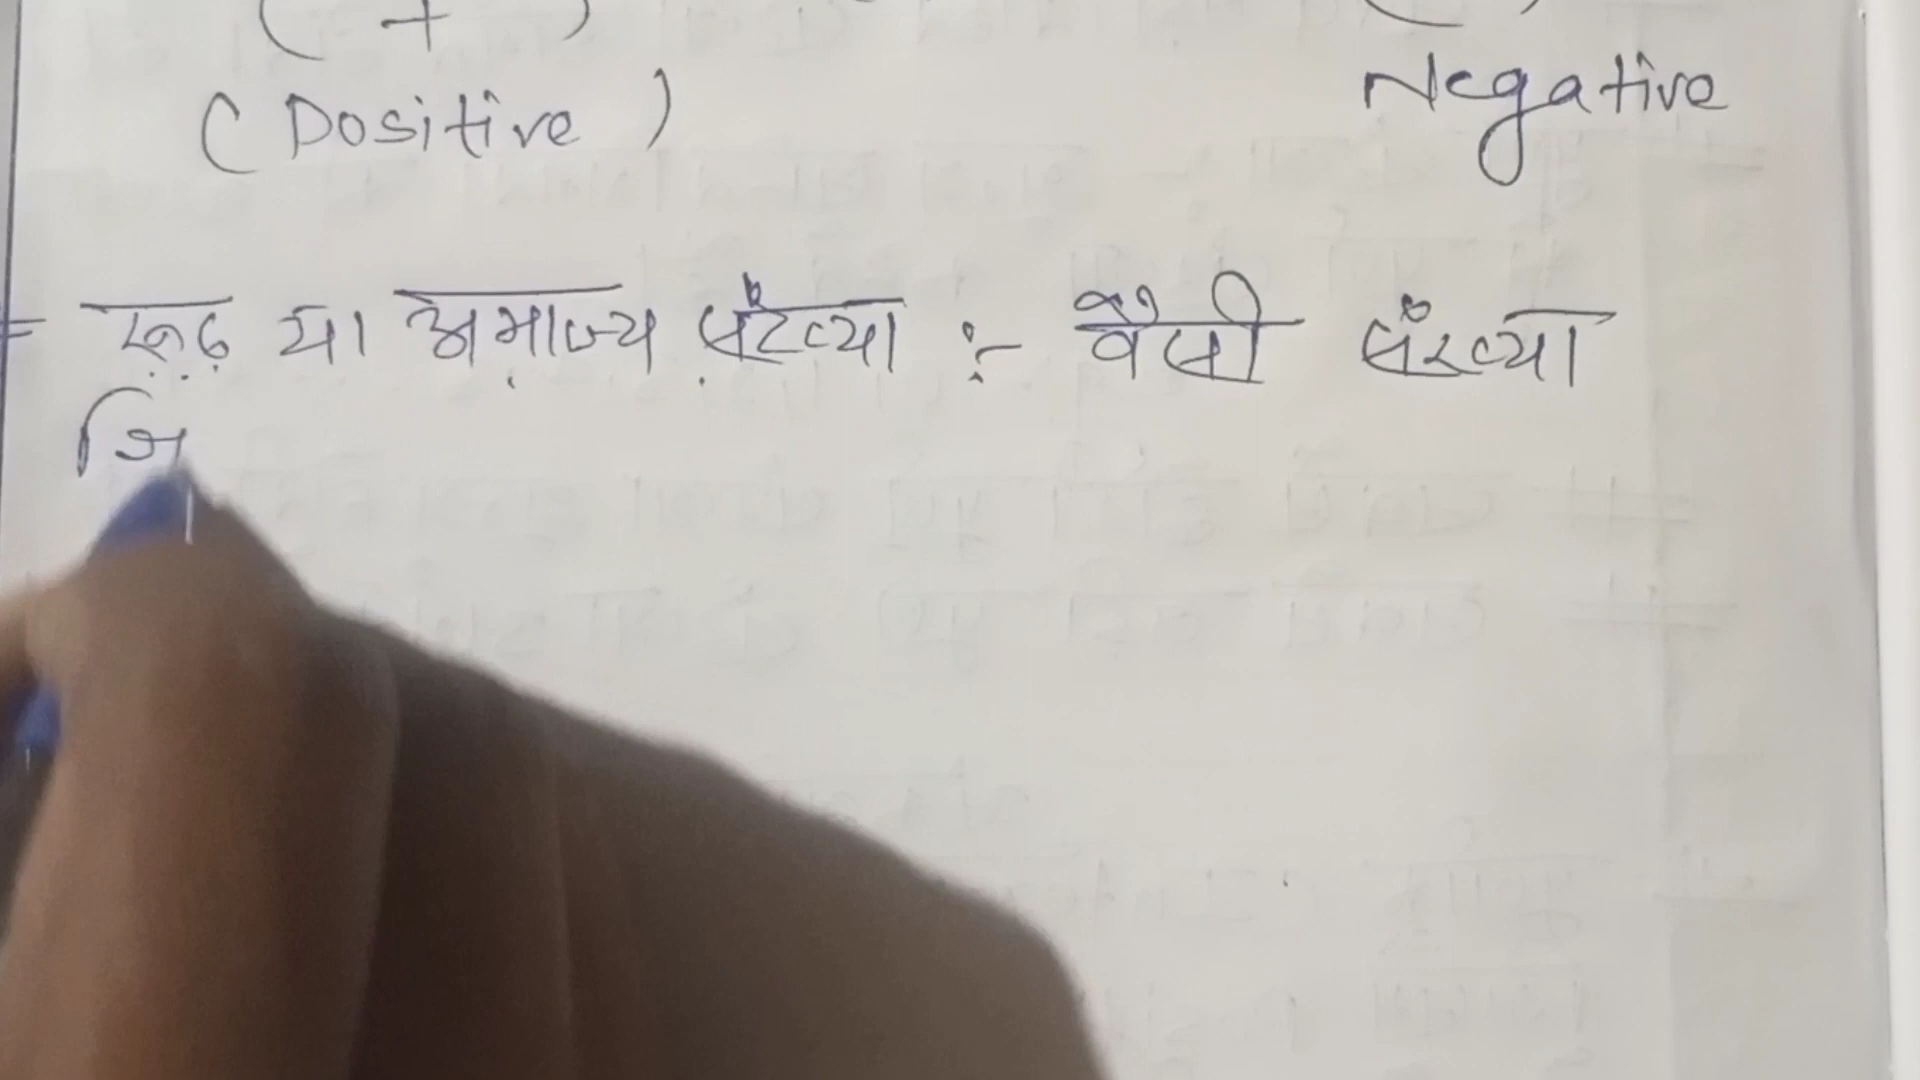 ( + )
(Positive) Negative
= रूढ़ या अभाज्य संख्या :- वैसी संख्या
जि